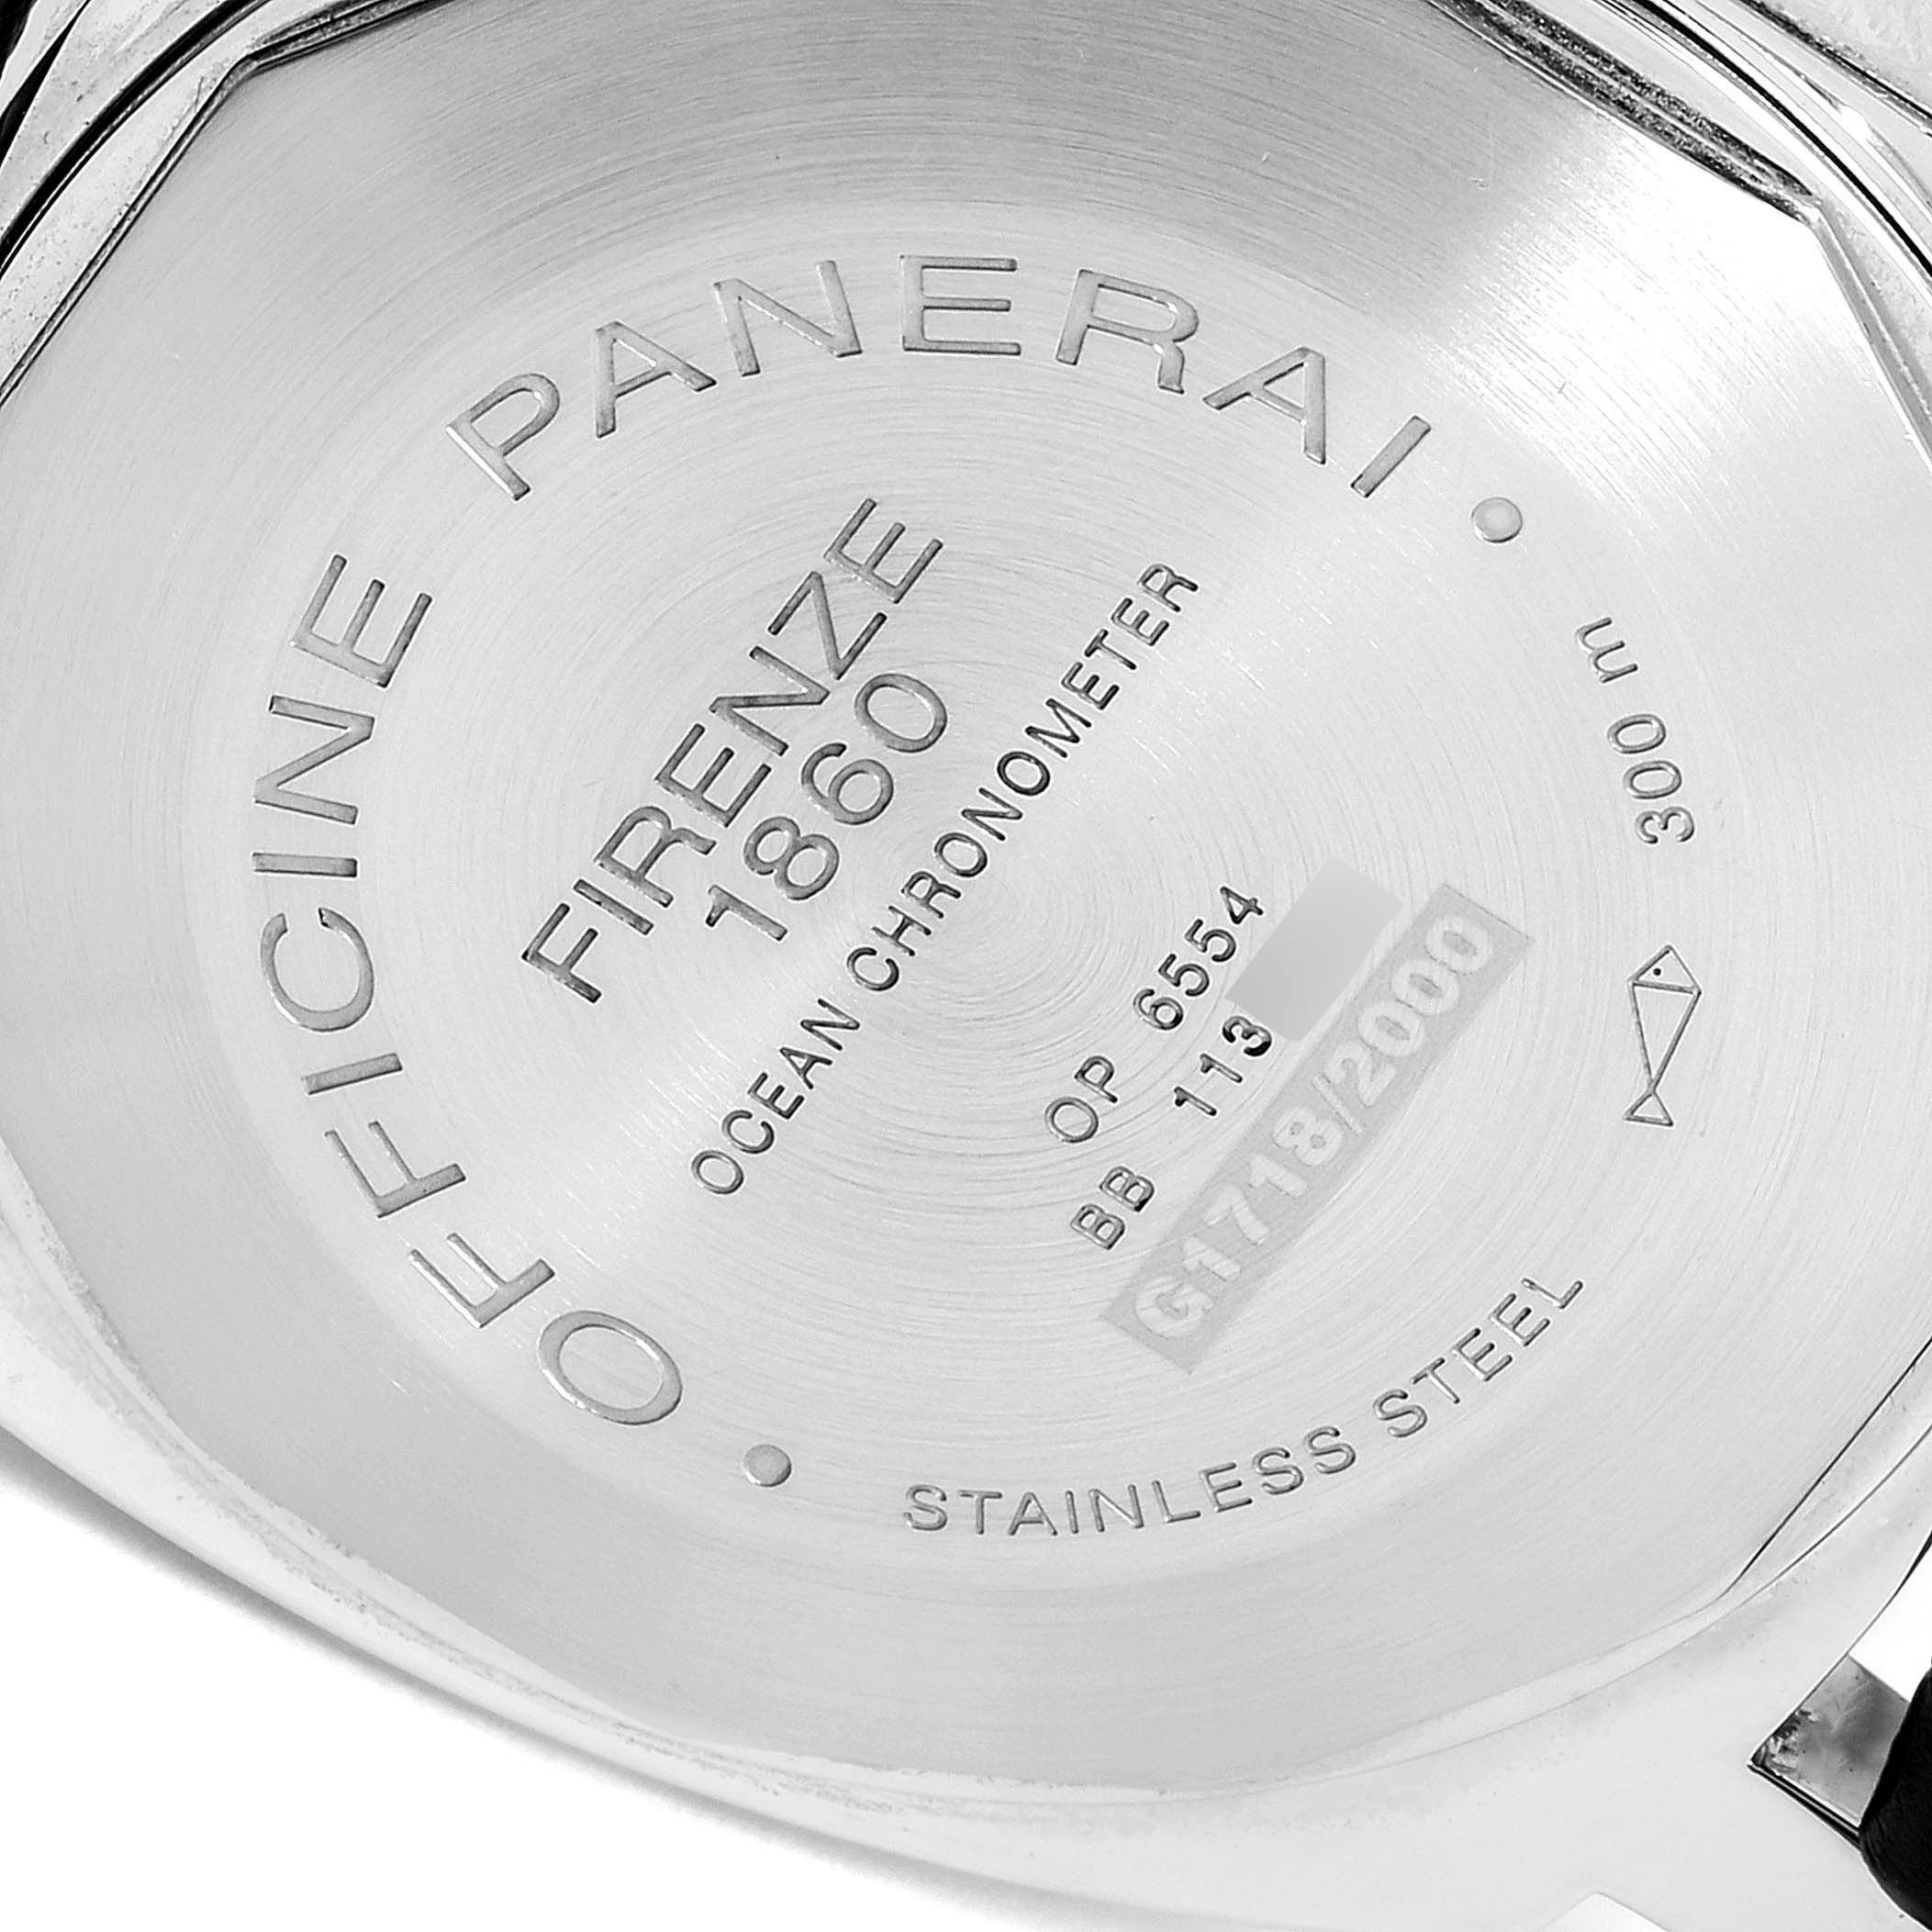 OFFICINE PANERAI
FIRENZE
1860
OCEAN CHRONOMETER
OP 6554
BB 113
G1718/2000
300 m
STAINLESS STEEL